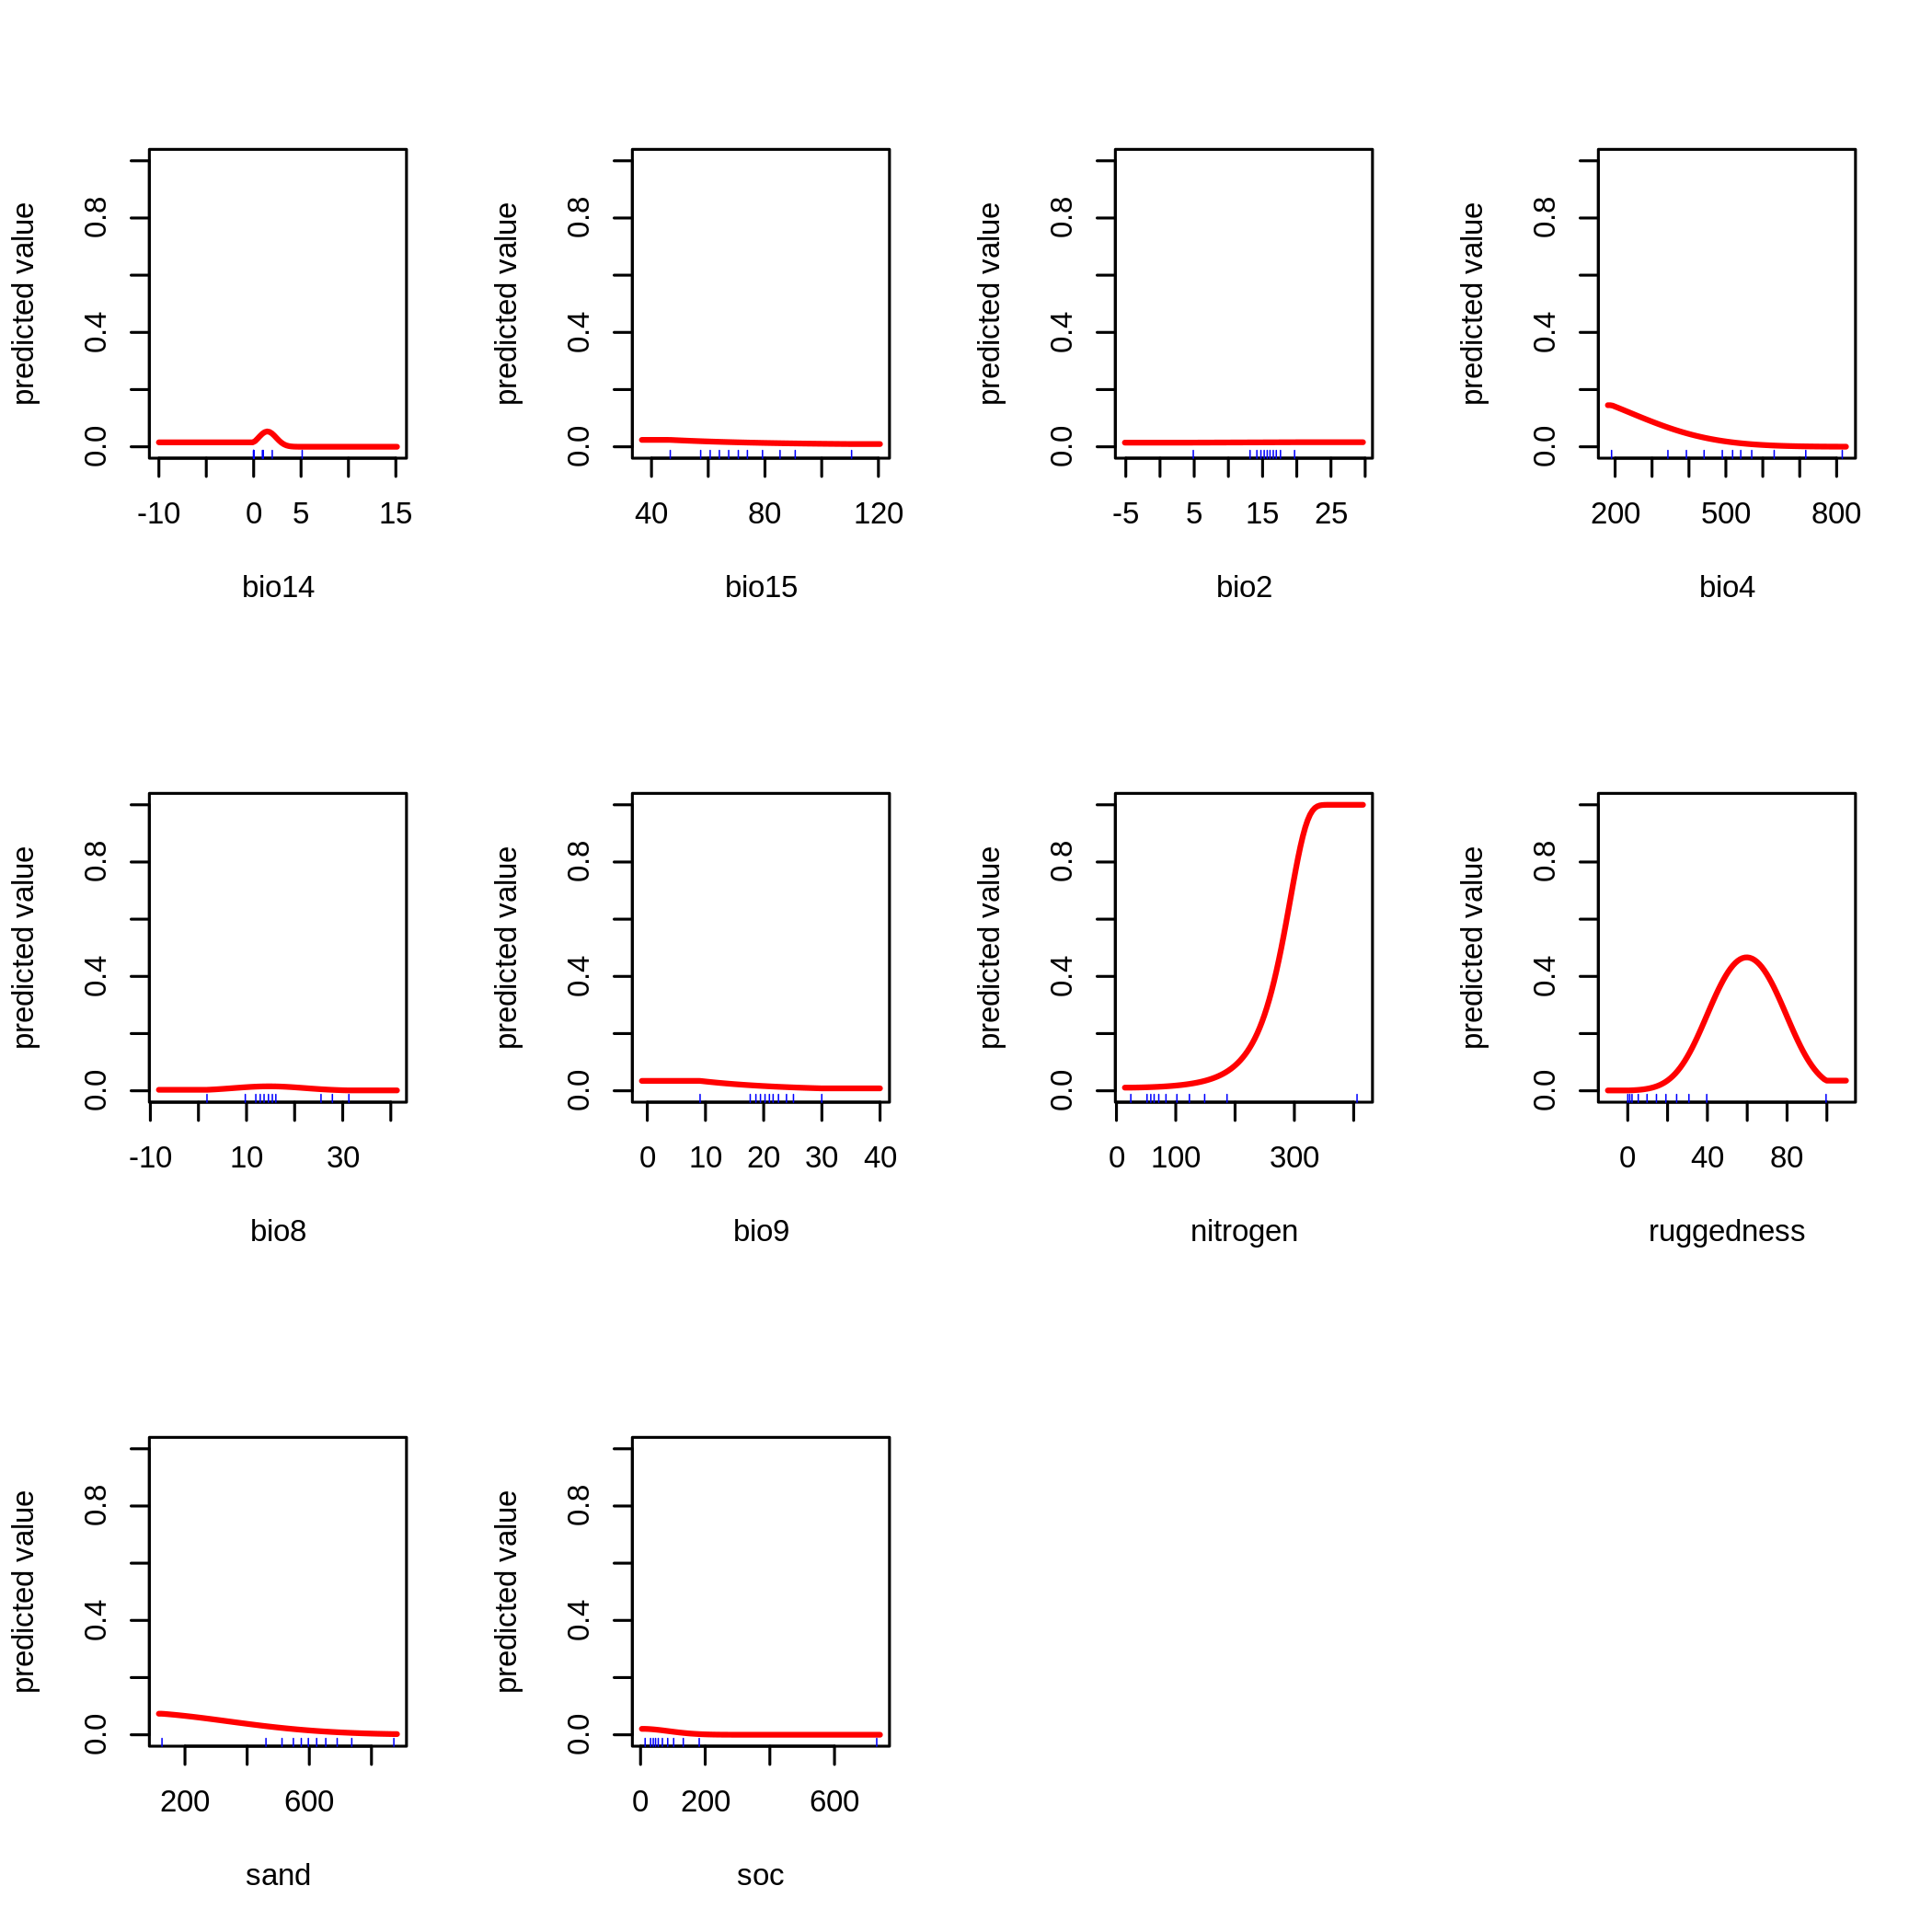 predicted value
0.0 0.4 0.8
-10 0 5 15
bio14
predicted value
0.0 0.4 0.8
40 80 120
bio15
predicted value
0.0 0.4 0.8
-5 5 15 25
bio2
predicted value
0.0 0.4 0.8
200 500 800
bio4
predicted value
0.0 0.4 0.8
-10 10 30
bio8
predicted value
0.0 0.4 0.8
0 10 20 30 40
bio9
predicted value
0.0 0.4 0.8
0 100 300
nitrogen
predicted value
0.0 0.4 0.8
0 40 80
ruggedness
predicted value
0.0 0.4 0.8
200 600
sand
predicted value
0.0 0.4 0.8
0 200 600
soc